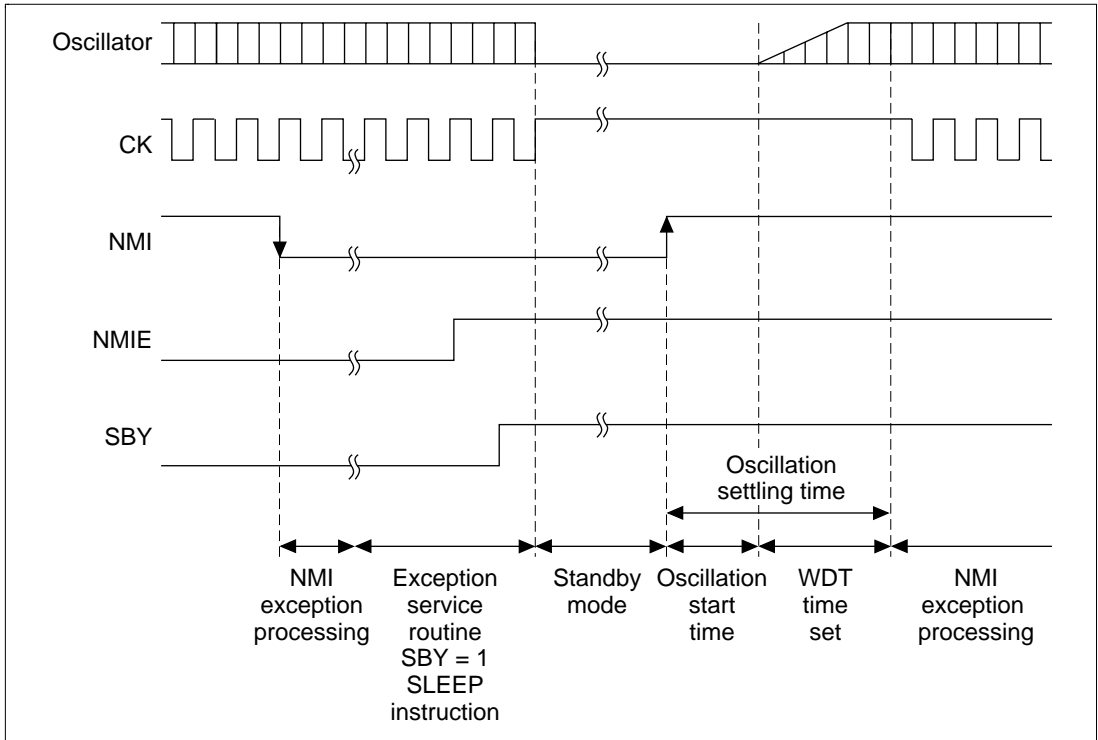 Oscillator
CK
NMI
NMIE
SBY
Oscillation
settling time
NMI
exception
processing
Exception
service
routine
SBY = 1
SLEEP
instruction
Standby
mode
Oscillation
start
time
WDT
time
set
NMI
exception
processing